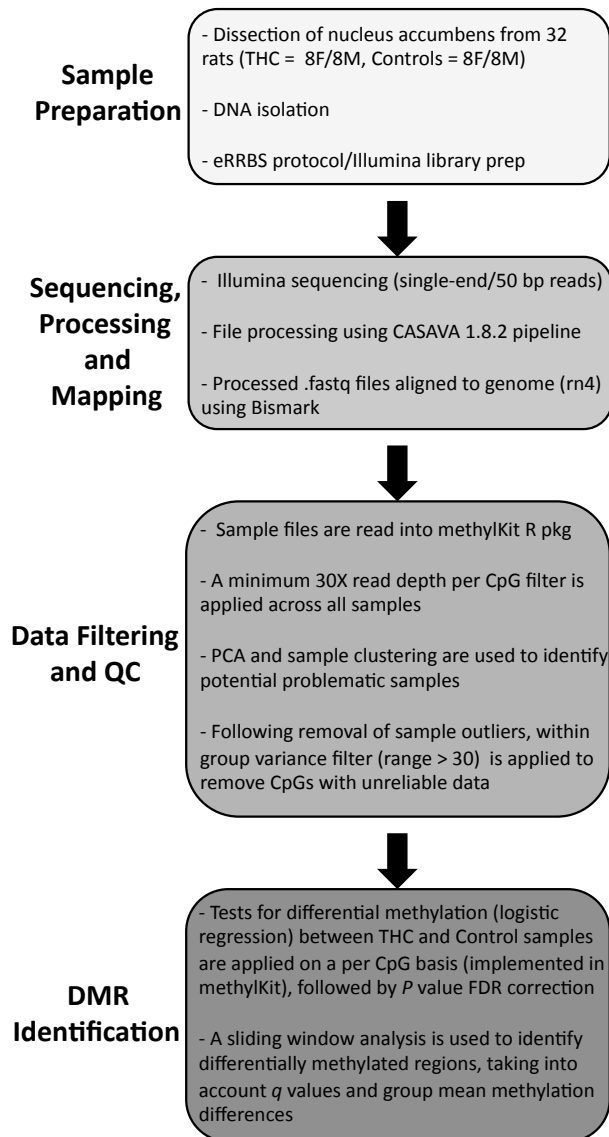 Sample
Preparation
- Dissection of nucleus accumbens from 32
rats (THC = 8F/8M, Controls = 8F/8M)
- DNA isolation
- eRRBS protocol/Illumina library prep
Sequencing,
Processing
and
Mapping
- Illumina sequencing (single-end/50 bp reads)
- File processing using CASAVA 1.8.2 pipeline
- Processed .fastq files aligned to genome (rn4)
using Bismark
Data Filtering
and QC
- Sample files are read into methylKit R pkg
- A minimum 30X read depth per CpG filter is
applied across all samples
- PCA and sample clustering are used to identify
potential problematic samples
- Following removal of sample outliers, within
group variance filter (range > 30) is applied to
remove CpGs with unreliable data
DMR
Identification
- Tests for differential methylation (logistic
regression) between THC and Control samples
are applied on a per CpG basis (implemented in
methylKit), followed by P value FDR correction
- A sliding window analysis is used to identify
differentially methylated regions, taking into
account q values and group mean methylation
differences